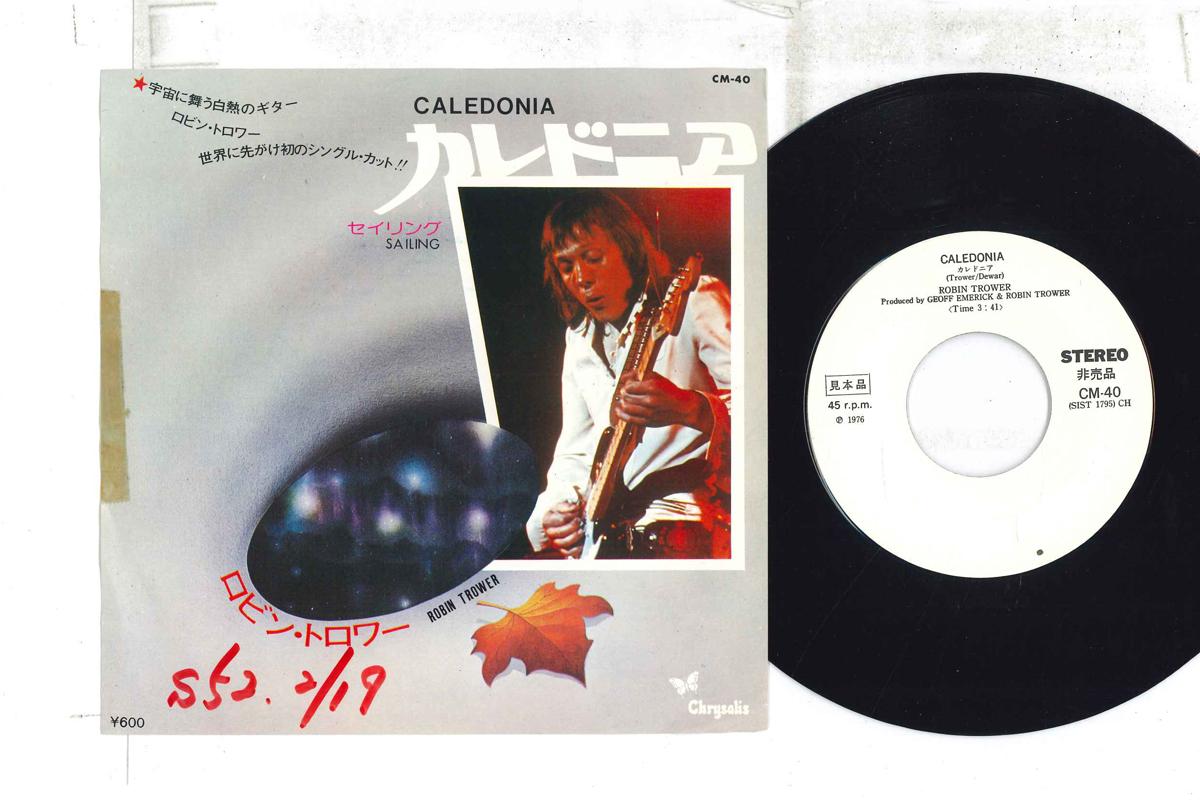 ★宇宙に舞う白熱のギター
ロビン・トロワー
世界に先がけ初のシングル・カット!!
CM-40
CALEDONIA
カレドニア
セイリング
SAILING
ロビン・トロワー
ROBIN TROWER
S52. 2/19
¥600
Chrysalis
CALEDONIA
カレドニア
(Trower/Dewar)
ROBIN TROWER
Produced by GEOFF EMERICK & ROBIN TROWER
〈Time 3:41〉
見本品
45 r.p.m.
℗ 1976
STEREO
非売品
CM-40
(SIST 1795) CH